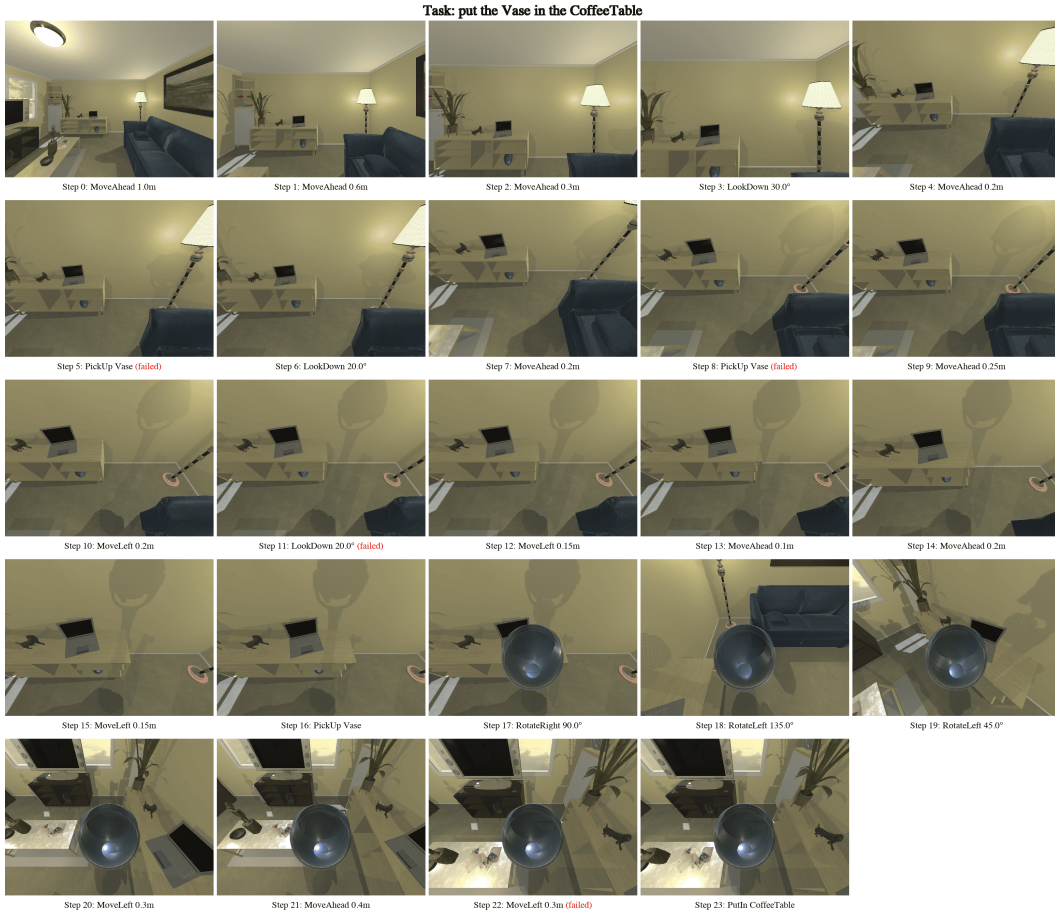 Task: put the Vase in the CoffeeTable
Step 0: MoveAhead 1.0m
Step 1: MoveAhead 0.6m
Step 2: MoveAhead 0.3m
Step 3: LookDown 30.0°
Step 4: MoveAhead 0.2m
Step 5: PickUp Vase (failed)
Step 6: LookDown 20.0°
Step 7: MoveAhead 0.2m
Step 8: PickUp Vase (failed)
Step 9: MoveAhead 0.25m
Step 10: MoveLeft 0.2m
Step 11: LookDown 20.0° (failed)
Step 12: MoveLeft 0.15m
Step 13: MoveAhead 0.1m
Step 14: MoveAhead 0.2m
Step 15: MoveLeft 0.15m
Step 16: PickUp Vase
Step 17: RotateRight 90.0°
Step 18: RotateLeft 135.0°
Step 19: RotateLeft 45.0°
Step 20: MoveLeft 0.3m
Step 21: MoveAhead 0.4m
Step 22: MoveLeft 0.3m (failed)
Step 23: PutIn CoffeeTable